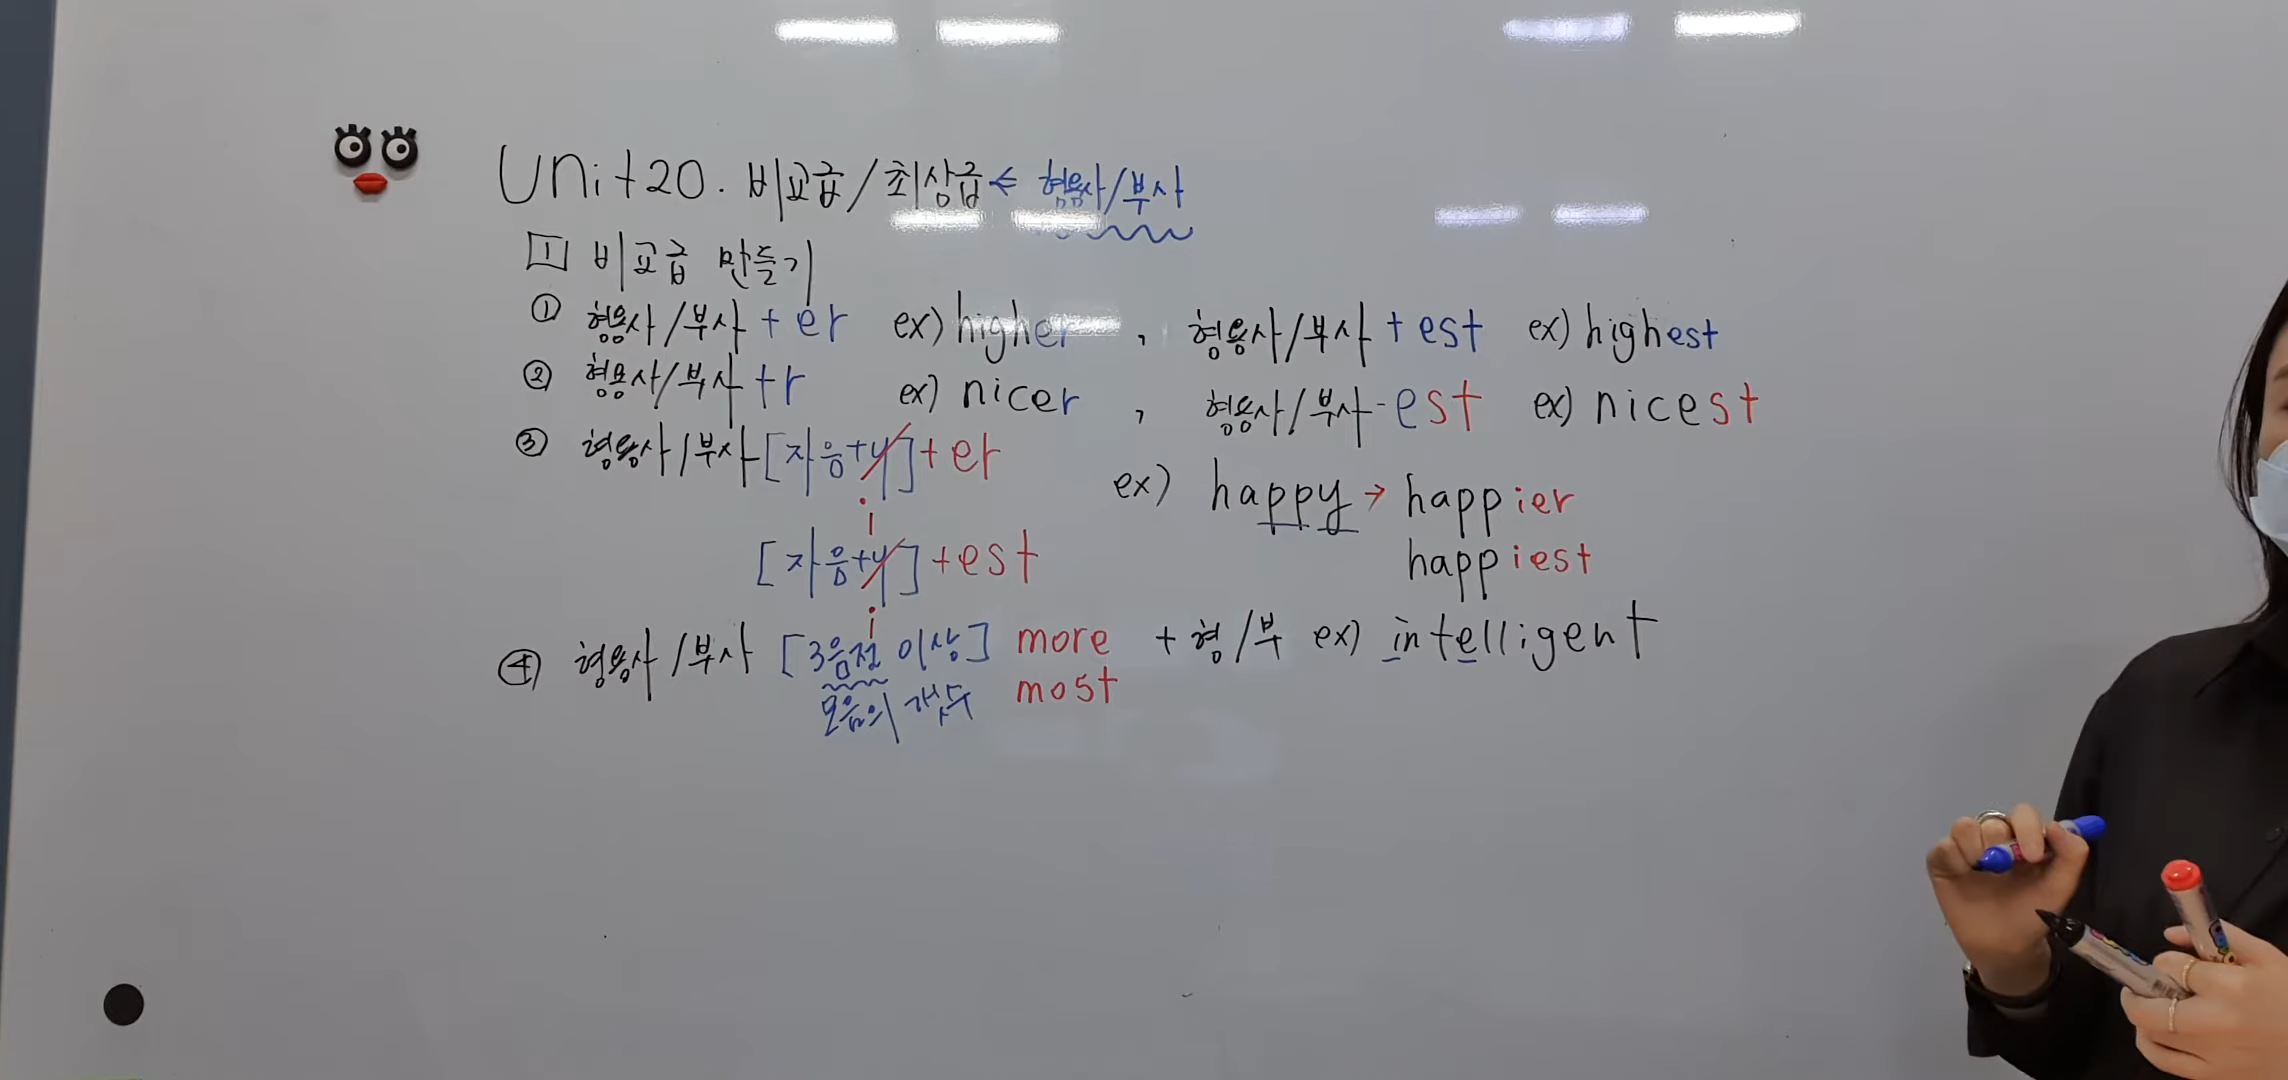 Unit 20. 비교급/최상급 ← 형용사/부사
1 비교급 만들기
① 형용사/부사 + er ex) higher , 형용사/부사 + est ex) highest
② 형용사/부사 + r ex) nicer , 형용사/부사 - est ex) nicest
③ 형용사/부사 [자음+y] + er ex) happy → happier
i
[자음+y] + est happiest
i
④ 형용사/부사 [3음절 이상] more + 형/부 ex) intelligent
모음의 갯수 most